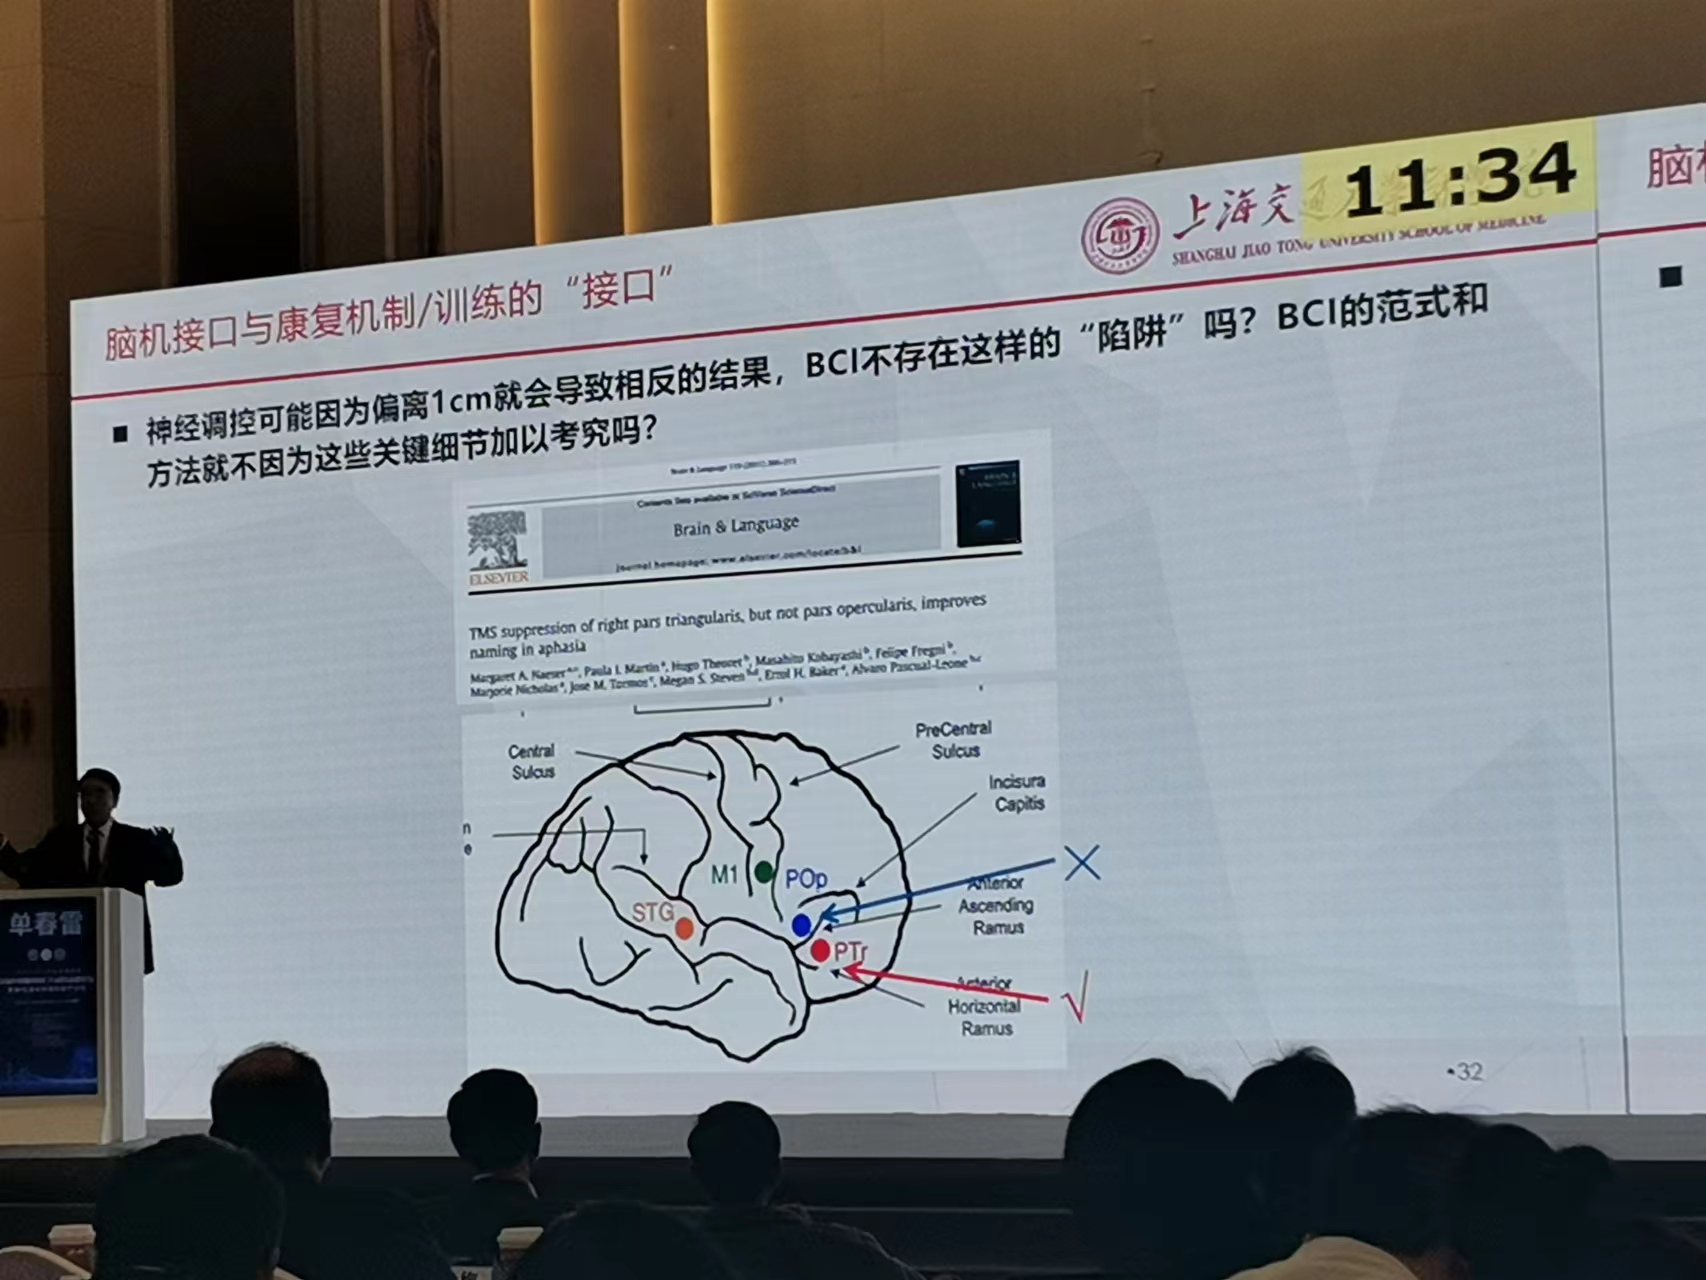 11:34
上海交
SHANGHAI JIAO TONG UNIVERSITY SCHOOL OF MEDICINE
脑机接口与康复机制/训练的“接口”
脑机
■ 神经调控可能因为偏离1cm就会导致相反的结果，BCI不存在这样的“陷阱”吗？BCI的范式和
方法就不因为这些关键细节加以考究吗？
Contents lists available at SciVerse ScienceDirect
Brain & Language
journal homepage: www.elsevier.com/locate/b&l
ELSEVIER
TMS suppression of right pars triangularis, but not pars opercularis, improves
naming in aphasia
Margaret A. Naeser, Paula I. Martin, Hugo Theoret, Masahito Kobayashi, Felipe Fregni,
Marjorie Nicholas, Jose M. Tormos, Megan S. Steven, Errol H. Baker, Alvaro Pascual-Leone
Central
Sulcus
PreCentral
Sulcus
Incisura
Capitis
n
e
M1
POp
STG
PTr
Anterior
Ascending
Ramus
Anterior
Horizontal
Ramus
•32
单春雷